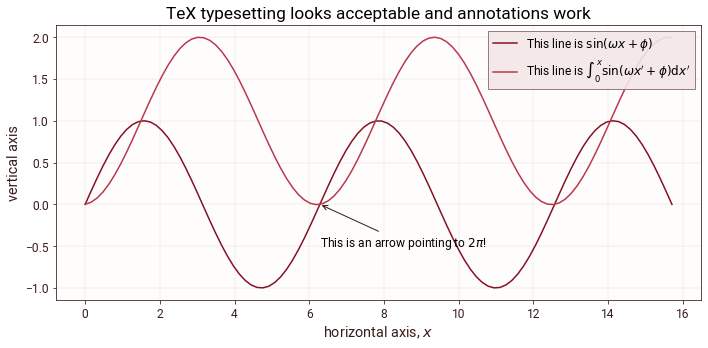 TeX typesetting looks acceptable and annotations work
This line is sin(ωx + ϕ)
This line is ∫₀ˣ sin(ωx′ + ϕ)dx′
2.0
1.5
1.0
0.5
0.0
−0.5
−1.0
vertical axis
This is an arrow pointing to 2π!
0 2 4 6 8 10 12 14 16
horizontal axis, x